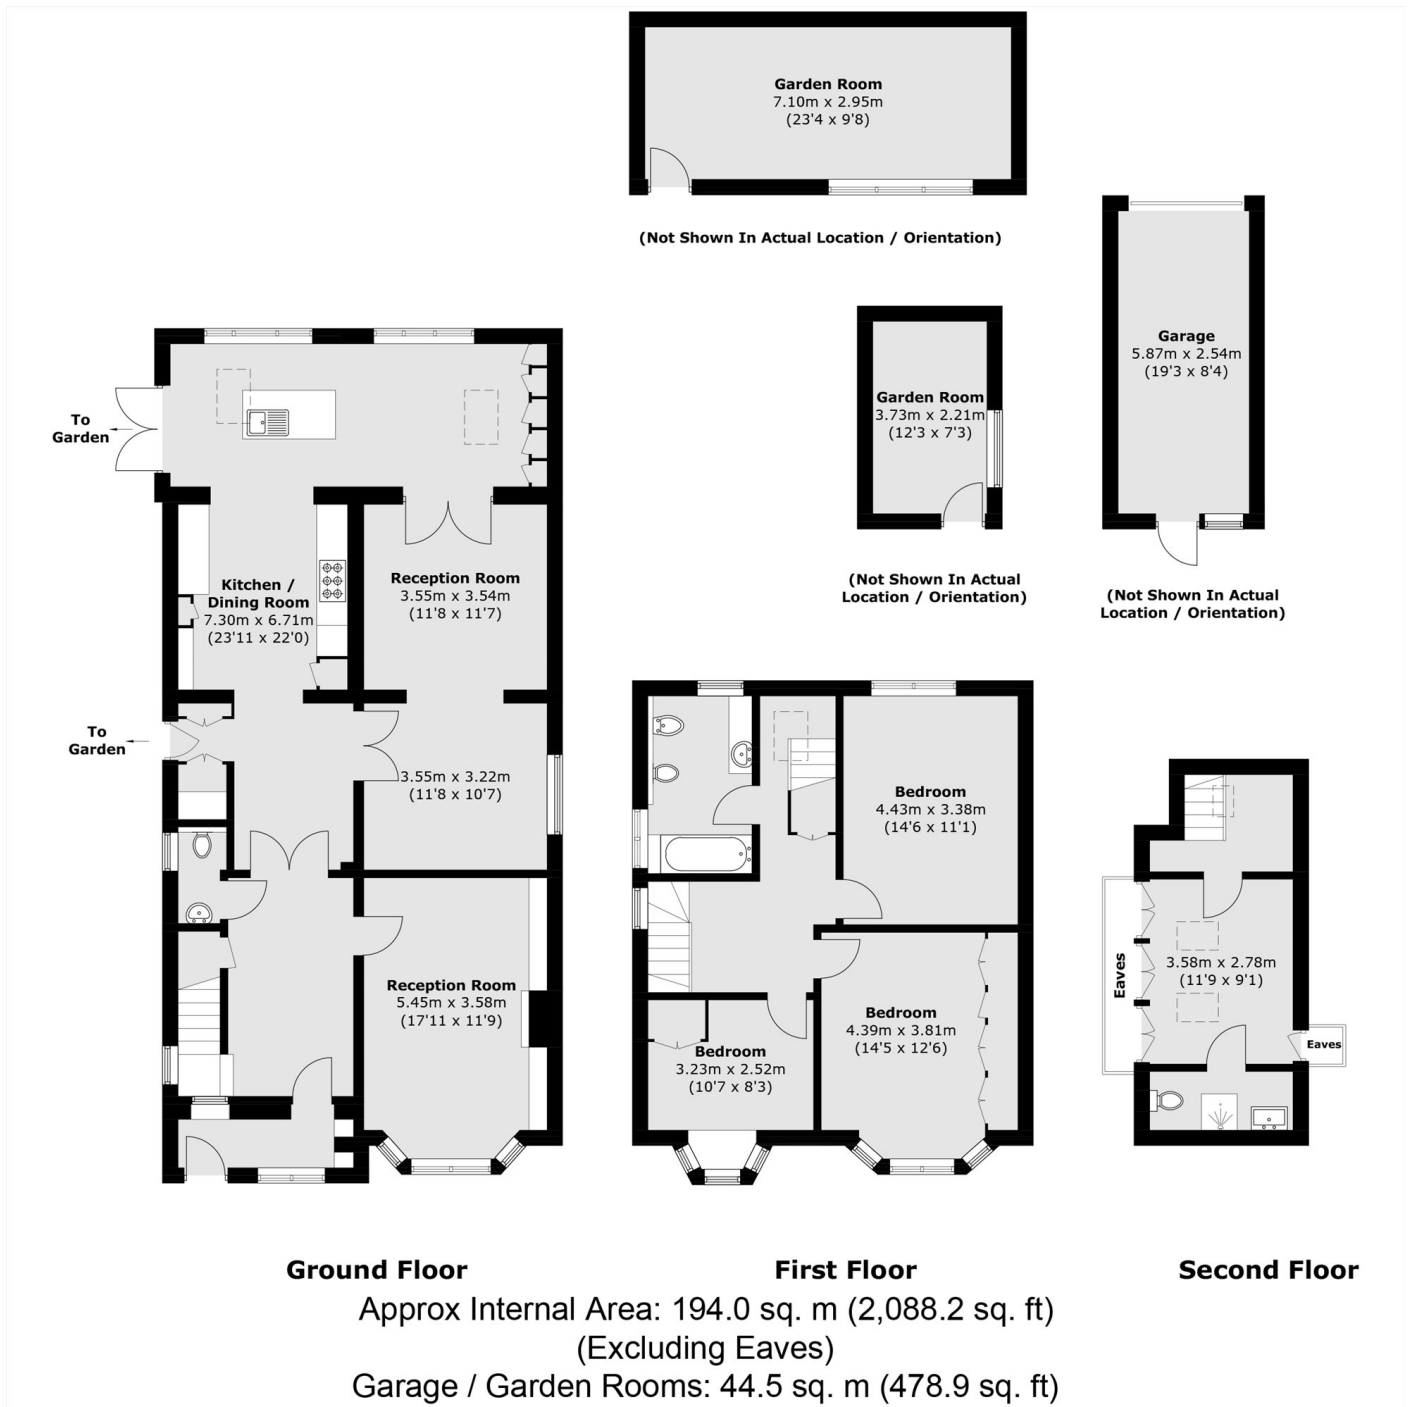 Garden Room
7.10m x 2.95m
(23'4 x 9'8)
(Not Shown In Actual Location / Orientation)
Garage
5.87m x 2.54m
(19'3 x 8'4)
(Not Shown In Actual
Location / Orientation)
Garden Room
3.73m x 2.21m
(12'3 x 7'3)
(Not Shown In Actual
Location / Orientation)
To
Garden
Kitchen /
Dining Room
7.30m x 6.71m
(23'11 x 22'0)
Reception Room
3.55m x 3.54m
(11'8 x 11'7)
To
Garden
3.55m x 3.22m
(11'8 x 10'7)
Reception Room
5.45m x 3.58m
(17'11 x 11'9)
Bedroom
4.43m x 3.38m
(14'6 x 11'1)
Bedroom
4.39m x 3.81m
(14'5 x 12'6)
Bedroom
3.23m x 2.52m
(10'7 x 8'3)
Eaves
3.58m x 2.78m
(11'9 x 9'1)
Eaves
Ground Floor
First Floor
Second Floor
Approx Internal Area: 194.0 sq. m (2,088.2 sq. ft)
(Excluding Eaves)
Garage / Garden Rooms: 44.5 sq. m (478.9 sq. ft)